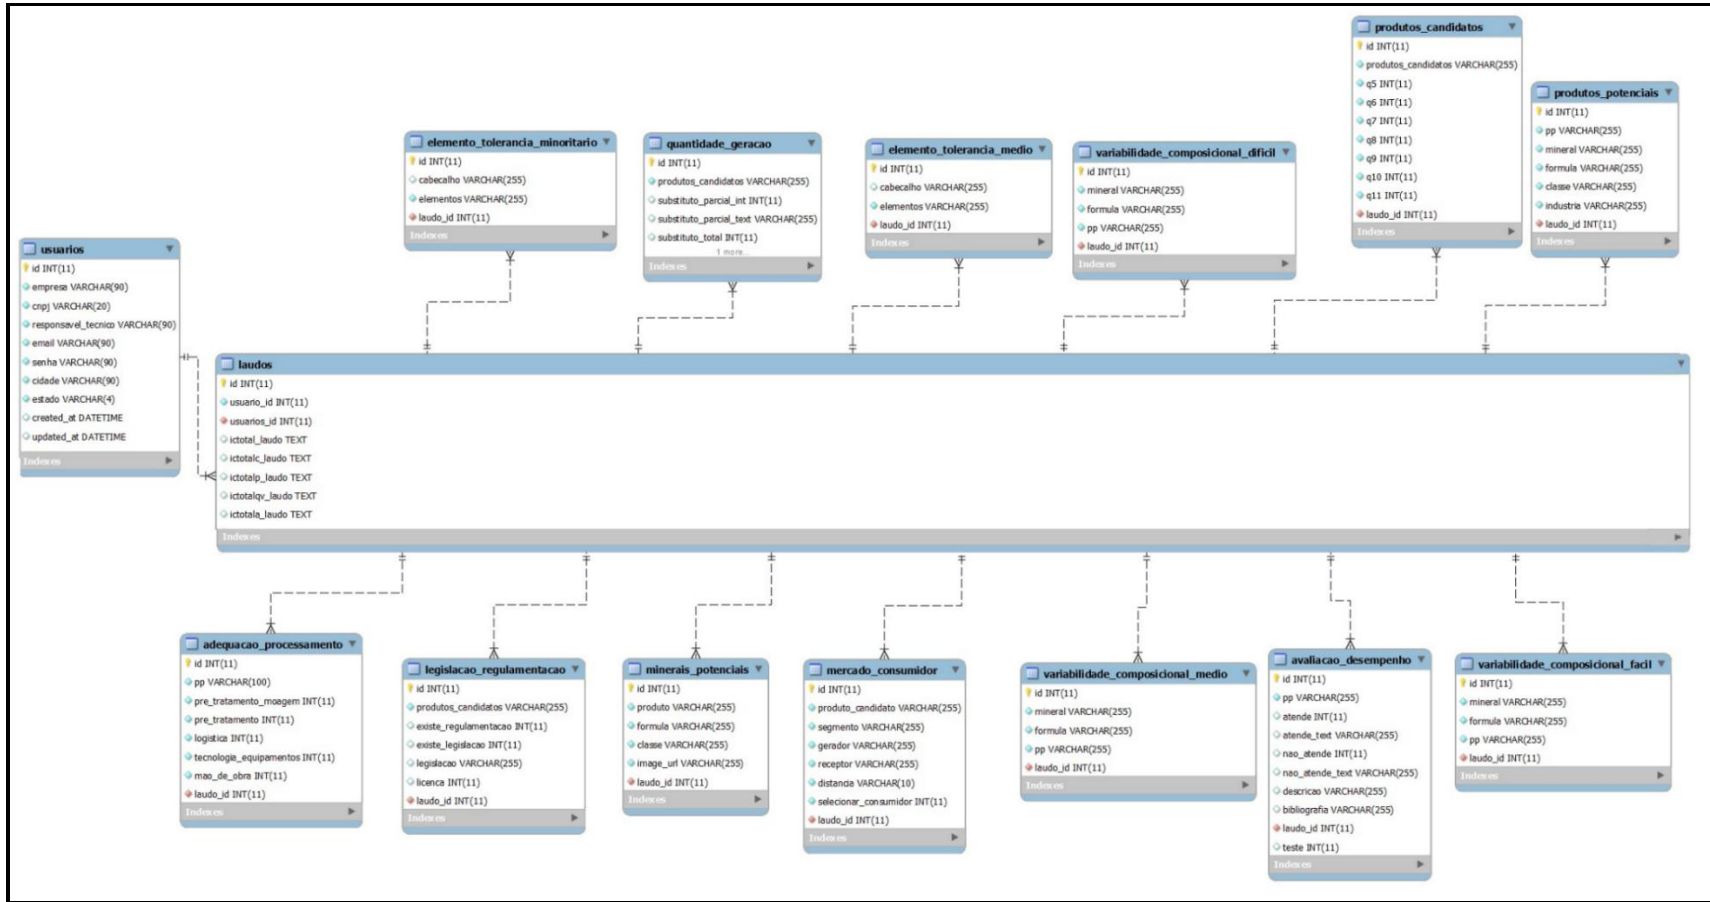 usuarios
id INT(11)
empresa VARCHAR(90)
cnpj VARCHAR(20)
responsavel_tecnico VARCHAR(90)
email VARCHAR(90)
senha VARCHAR(90)
cidade VARCHAR(90)
estado VARCHAR(4)
created_at DATETIME
updated_at DATETIME
Indexes
elemento_tolerancia_minoritario
id INT(11)
cabecalho VARCHAR(255)
elementos VARCHAR(255)
laudo_id INT(11)
Indexes
quantidade_geracao
id INT(11)
produtos_candidatos VARCHAR(255)
substituto_parcial_int INT(11)
substituto_parcial_text VARCHAR(255)
substituto_total INT(11)
1 more...
Indexes
elemento_tolerancia_medio
id INT(11)
cabecalho VARCHAR(255)
elementos VARCHAR(255)
laudo_id INT(11)
Indexes
variabilidade_composicional_dificil
id INT(11)
mineral VARCHAR(255)
formula VARCHAR(255)
pp VARCHAR(255)
laudo_id INT(11)
Indexes
produtos_candidatos
id INT(11)
produtos_candidatos VARCHAR(255)
q5 INT(11)
q6 INT(11)
q7 INT(11)
q8 INT(11)
q9 INT(11)
q10 INT(11)
q11 INT(11)
laudo_id INT(11)
Indexes
produtos_potenciais
id INT(11)
pp VARCHAR(255)
mineral VARCHAR(255)
formula VARCHAR(255)
classe VARCHAR(255)
industria VARCHAR(255)
laudo_id INT(11)
Indexes
laudos
id INT(11)
usuario_id INT(11)
usuarios_id INT(11)
ictotal_laudo TEXT
ictotalc_laudo TEXT
ictotalp_laudo TEXT
ictotalqv_laudo TEXT
ictotala_laudo TEXT
Indexes
adequacao_processamento
id INT(11)
pp VARCHAR(100)
pre_tratamento_moagem INT(11)
pre_tratamento INT(11)
logistica INT(11)
tecnologia_equipamentos INT(11)
mao_de_obra INT(11)
laudo_id INT(11)
Indexes
legislacao_regulamentacao
id INT(11)
produtos_candidatos VARCHAR(255)
existe_regulamentacao INT(11)
existe_legislacao INT(11)
legislacao VARCHAR(255)
licenca INT(11)
laudo_id INT(11)
Indexes
minerais_potenciais
id INT(11)
produto VARCHAR(255)
formula VARCHAR(255)
classe VARCHAR(255)
image_url VARCHAR(255)
laudo_id INT(11)
Indexes
mercado_consumidor
id INT(11)
produto_candidato VARCHAR(255)
segmento VARCHAR(255)
gerador VARCHAR(255)
receptor VARCHAR(255)
distancia VARCHAR(10)
selecionar_consumidor INT(11)
laudo_id INT(11)
Indexes
variabilidade_composicional_medio
id INT(11)
mineral VARCHAR(255)
formula VARCHAR(255)
pp VARCHAR(255)
laudo_id INT(11)
Indexes
avaliacao_desempenho
id INT(11)
pp VARCHAR(255)
atende INT(11)
atende_text VARCHAR(255)
nao_atende INT(11)
nao_atende_text VARCHAR(255)
descricao VARCHAR(255)
bibliografia VARCHAR(255)
laudo_id INT(11)
teste INT(11)
Indexes
variabilidade_composicional_facil
id INT(11)
mineral VARCHAR(255)
formula VARCHAR(255)
pp VARCHAR(255)
laudo_id INT(11)
Indexes